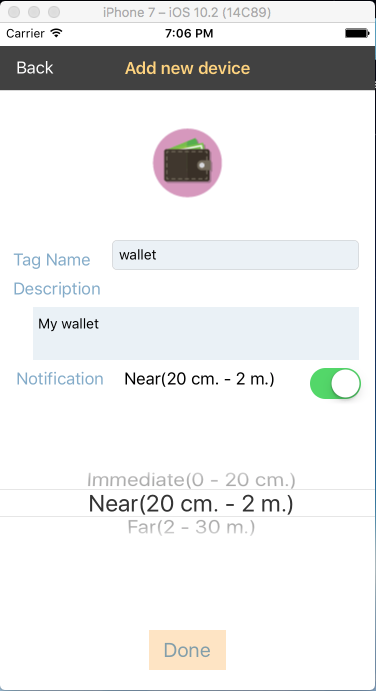 iPhone 7 – iOS 10.2 (14C89)
Carrier 7:06 PM
Back Add new device
Tag Name wallet
Description
My wallet
Notification Near(20 cm. - 2 m.)
Immediate(0 - 20 cm.)
Near(20 cm. - 2 m.)
Far(2 - 30 m.)
Done